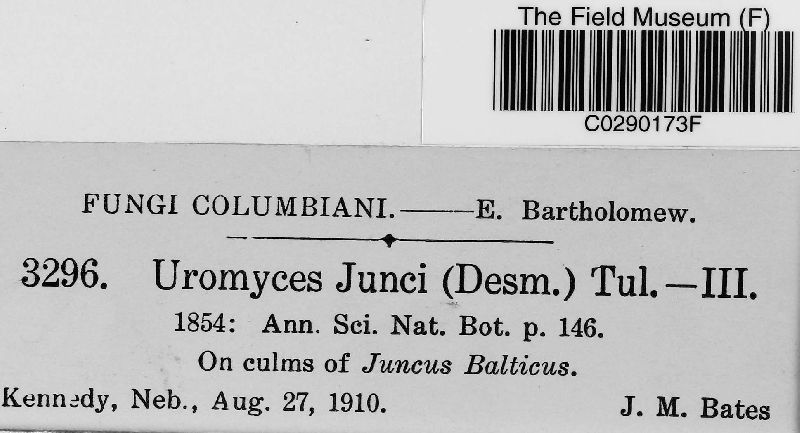 The Field Museum (F)
C0290173F
FUNGI COLUMBIANI.——E. Bartholomew.
3296. Uromyces Junci (Desm.) Tul.—III.
1854: Ann. Sci. Nat. Bot. p. 146.
On culms of Juncus Balticus.
Kennedy, Neb., Aug. 27, 1910. J. M. Bates